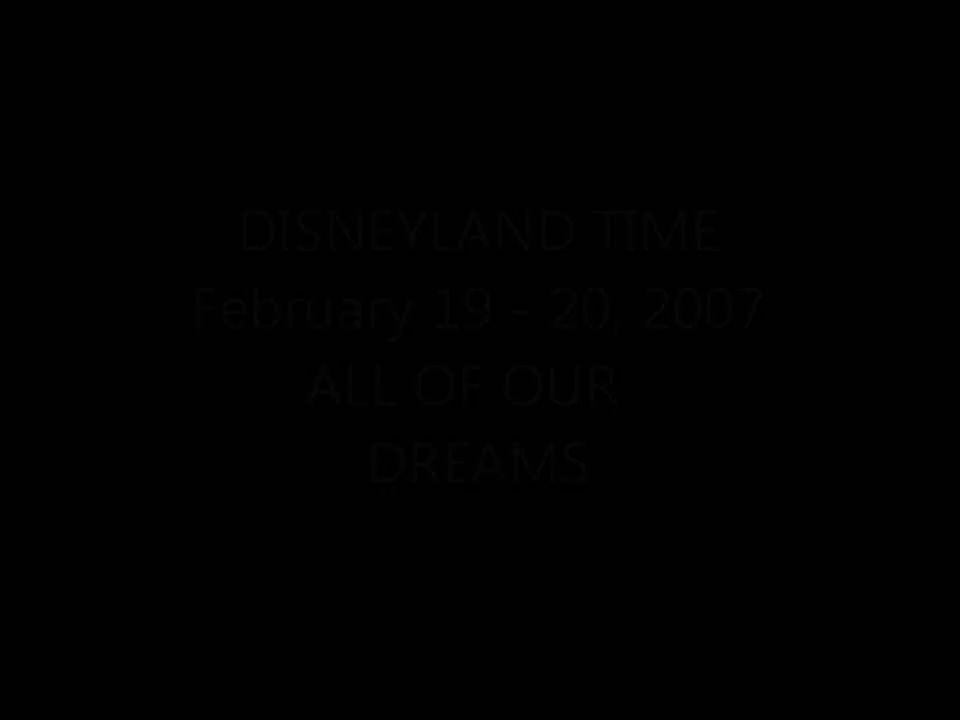 DISNEYLAND TIME
February 19 - 20, 2007
ALL OF OUR
DREAMS